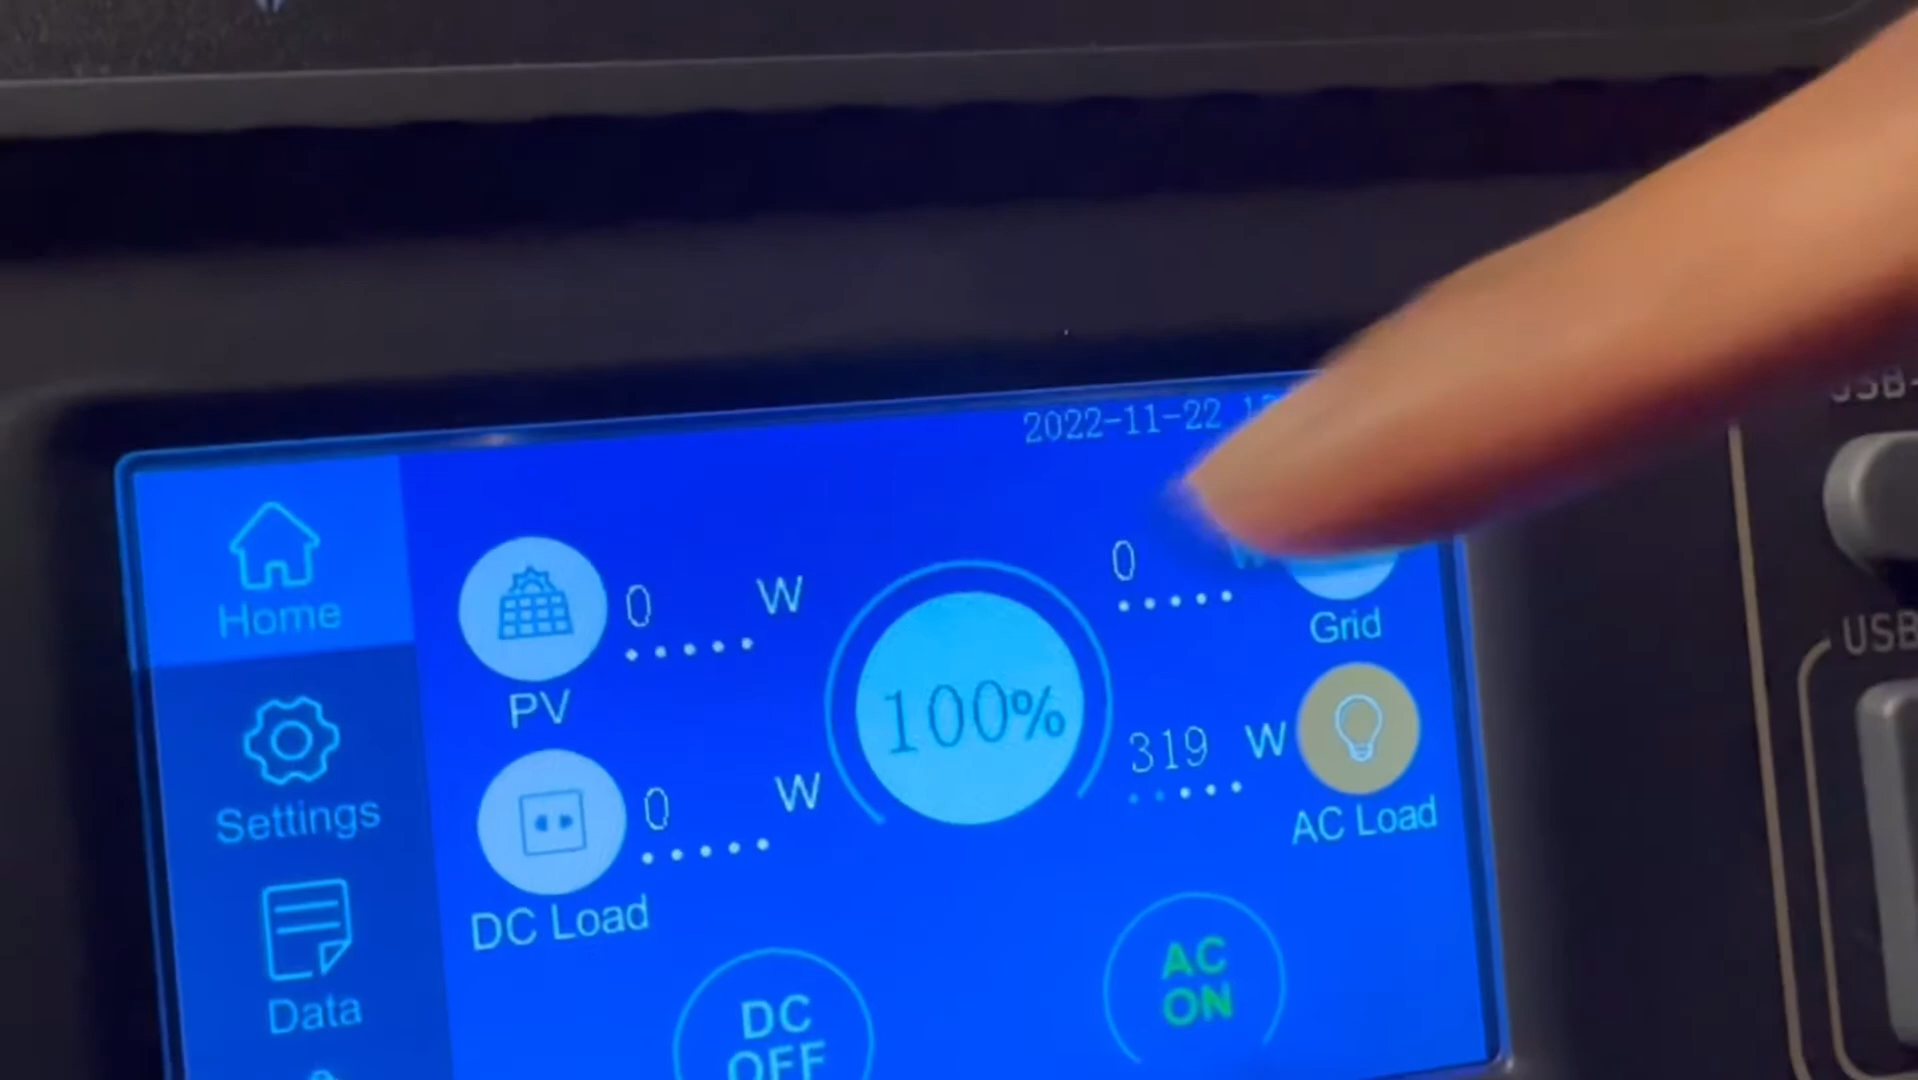 2022-11-22
USB-
Home
0 W
PV
0
Grid
USB
100%
319 W
AC Load
Settings
0 W
DC Load
Data
DC
OFF
AC
ON